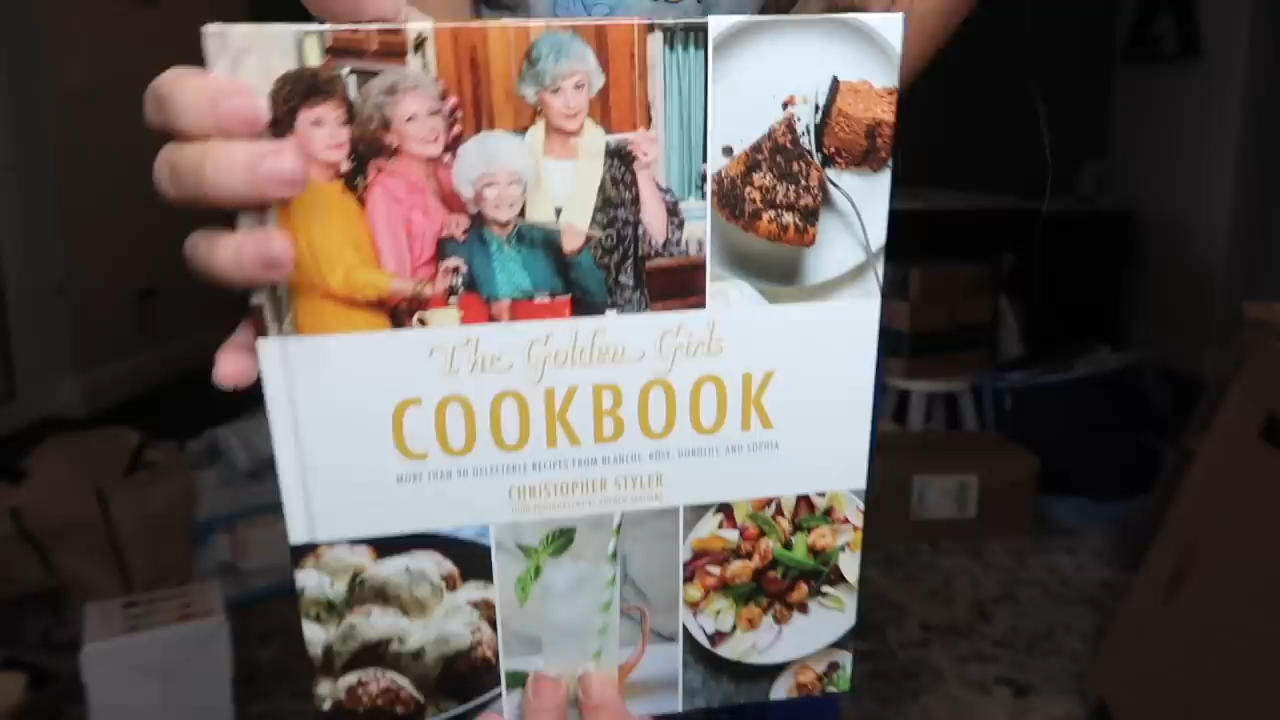 The Golden Girls
COOKBOOK
MORE THAN 90 DELECTABLE RECIPES FROM BLANCHE, ROSE, DOROTHY, AND SOPHIA
CHRISTOPHER STYLER